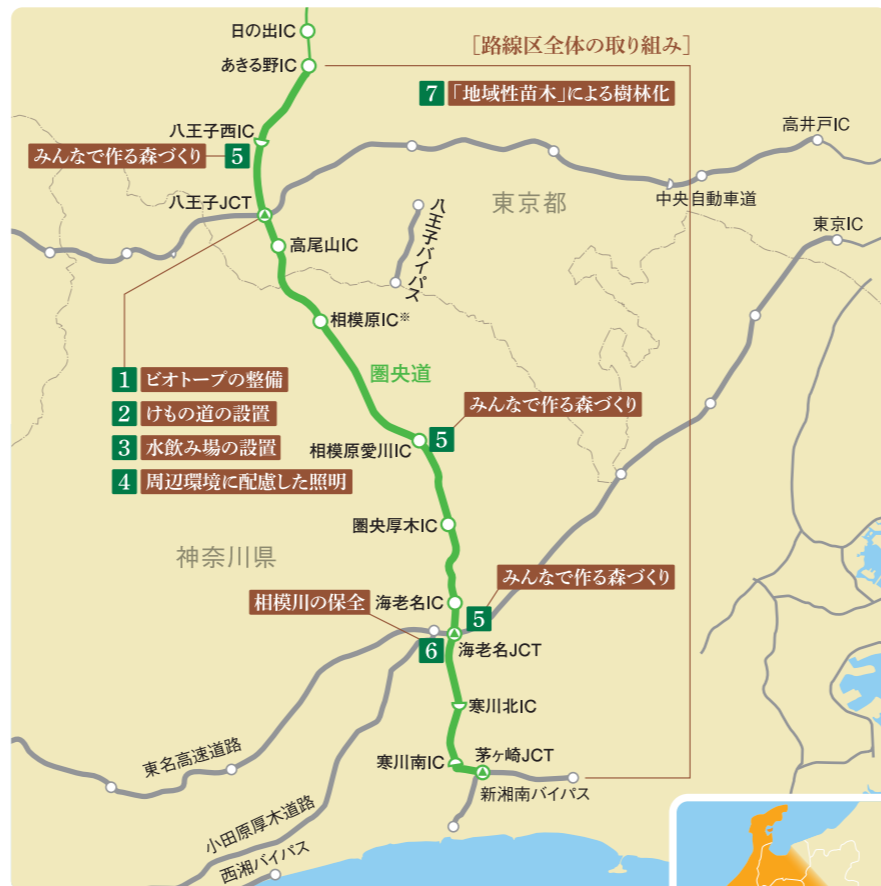 日の出IC
[路線区全体の取り組み]
あきる野IC
7 「地域性苗木」による樹林化
八王子西IC
高井戸IC
みんなで作る森づくり 5
八王子JCT
中央自動車道
東京都
八王子バイパス
東京IC
高尾山IC
相模原IC※
圏央道
1 ビオトープの整備
2 けもの道の設置
3 水飲み場の設置
4 周辺環境に配慮した照明
みんなで作る森づくり
5
相模原愛川IC
圏央厚木IC
神奈川県
みんなで作る森づくり
5
相模川の保全
6
海老名IC
海老名JCT
寒川北IC
寒川南IC
茅ヶ崎JCT
新湘南バイパス
東名高速道路
小田原厚木道路
西湘バイパス